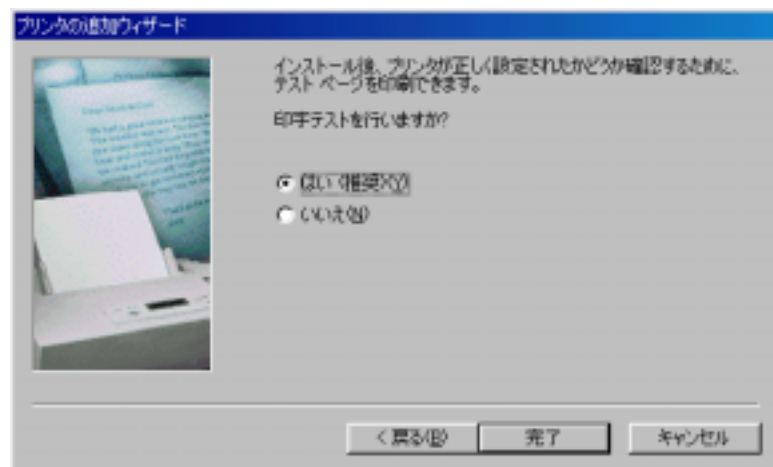 プリンタの追加ウィザード
インストール後、プリンタが正しく設定されたかどうか確認するために、
テスト ページを印刷できます。
印字テストを行いますか?
はい (推奨)(Y)
いいえ(N)
< 戻る(B)
完了
キャンセル